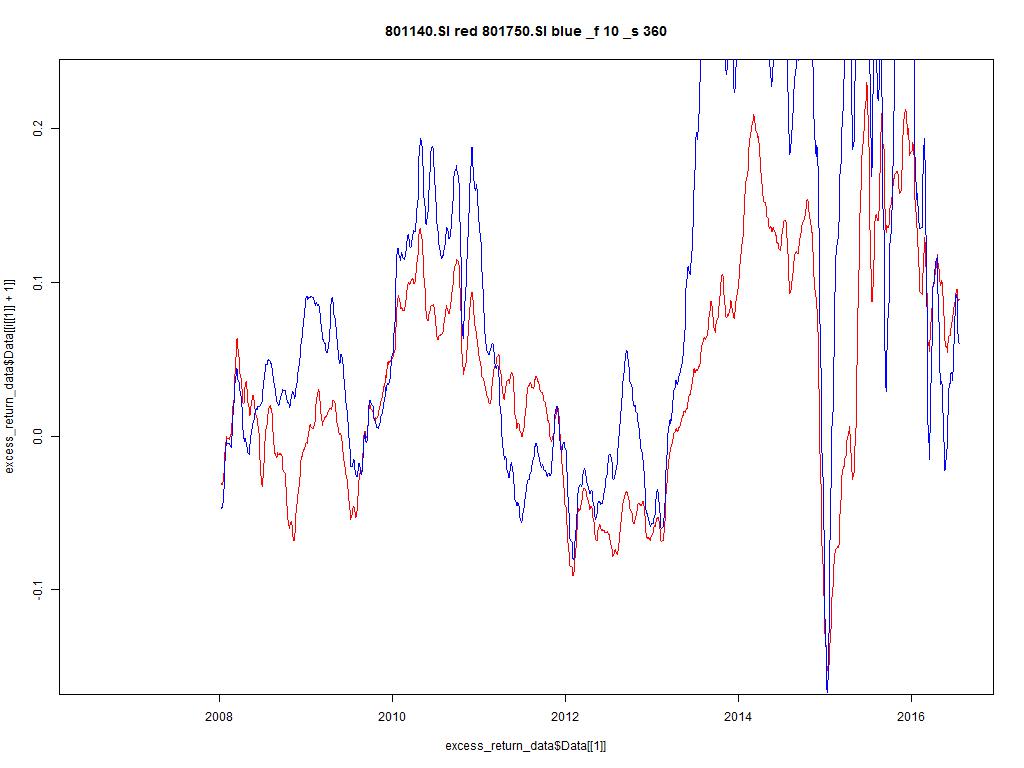 801140.SI red 801750.SI blue _f 10 _s 360
excess_return_data$Data[[i[1]] + 1]]
0.2
0.1
0.0
-0.1
2008 2010 2012 2014 2016
excess_return_data$Data[[1]]